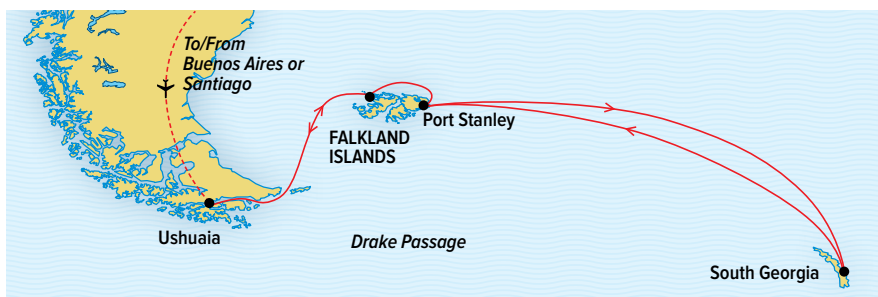 To/From
Buenos Aires or
Santiago
Port Stanley
FALKLAND
ISLANDS
Ushuaia
Drake Passage
South Georgia